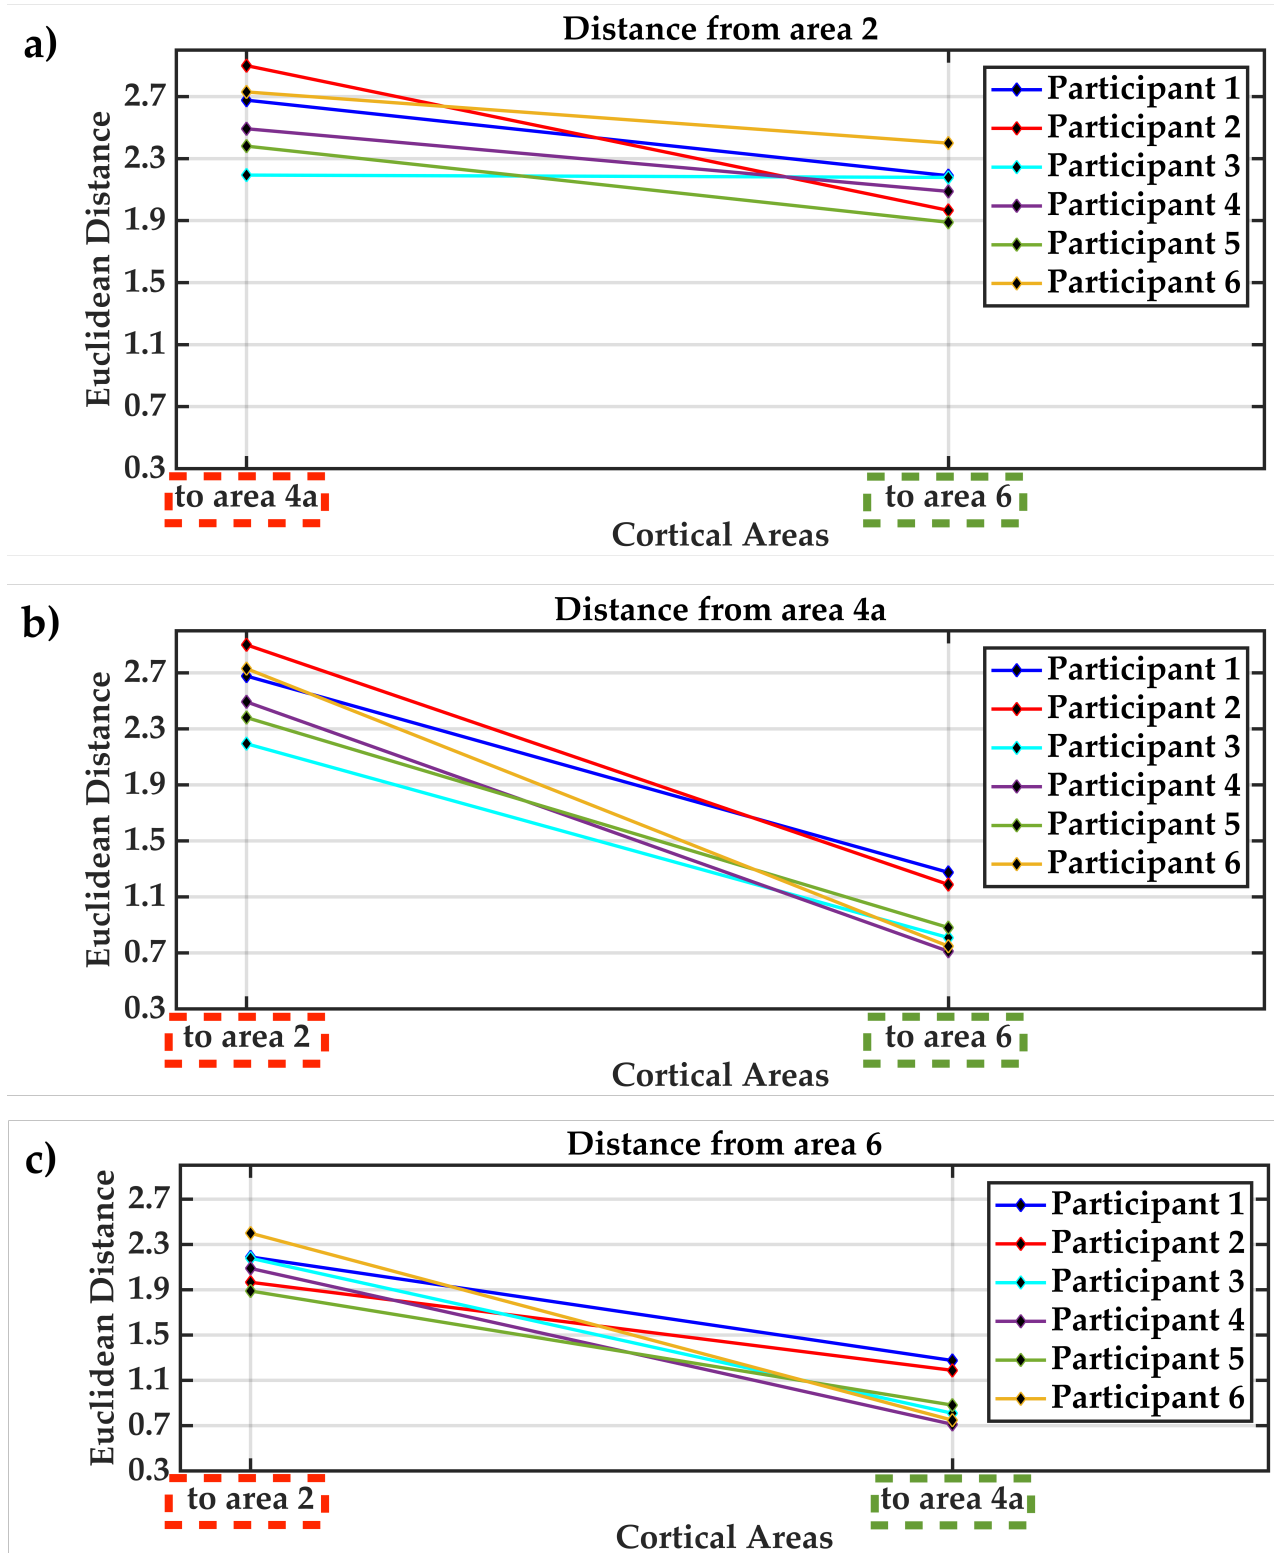 a)
Distance from area 2
Euclidean Distance
2.7
2.3
1.9
1.5
1.1
0.7
0.3
Participant 1
Participant 2
Participant 3
Participant 4
Participant 5
Participant 6
to area 4a
to area 6
Cortical Areas
b)
Distance from area 4a
Euclidean Distance
2.7
2.3
1.9
1.5
1.1
0.7
0.3
Participant 1
Participant 2
Participant 3
Participant 4
Participant 5
Participant 6
to area 2
to area 6
Cortical Areas
c)
Distance from area 6
Euclidean Distance
2.7
2.3
1.9
1.5
1.1
0.7
0.3
Participant 1
Participant 2
Participant 3
Participant 4
Participant 5
Participant 6
to area 2
to area 4a
Cortical Areas